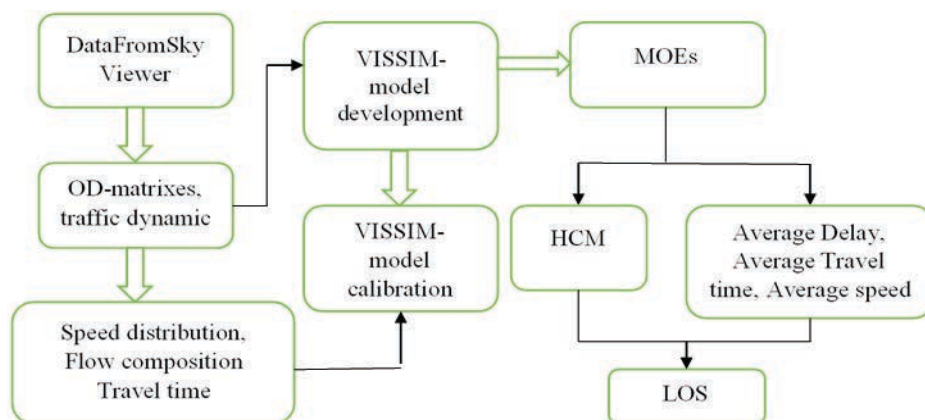 DataFromSky
Viewer
OD-matrixes,
traffic dynamic
Speed distribution,
Flow composition
Travel time
VISSIM-
model
development
VISSIM-
model
calibration
MOEs
HCM
Average Delay,
Average Travel
time, Average speed
LOS